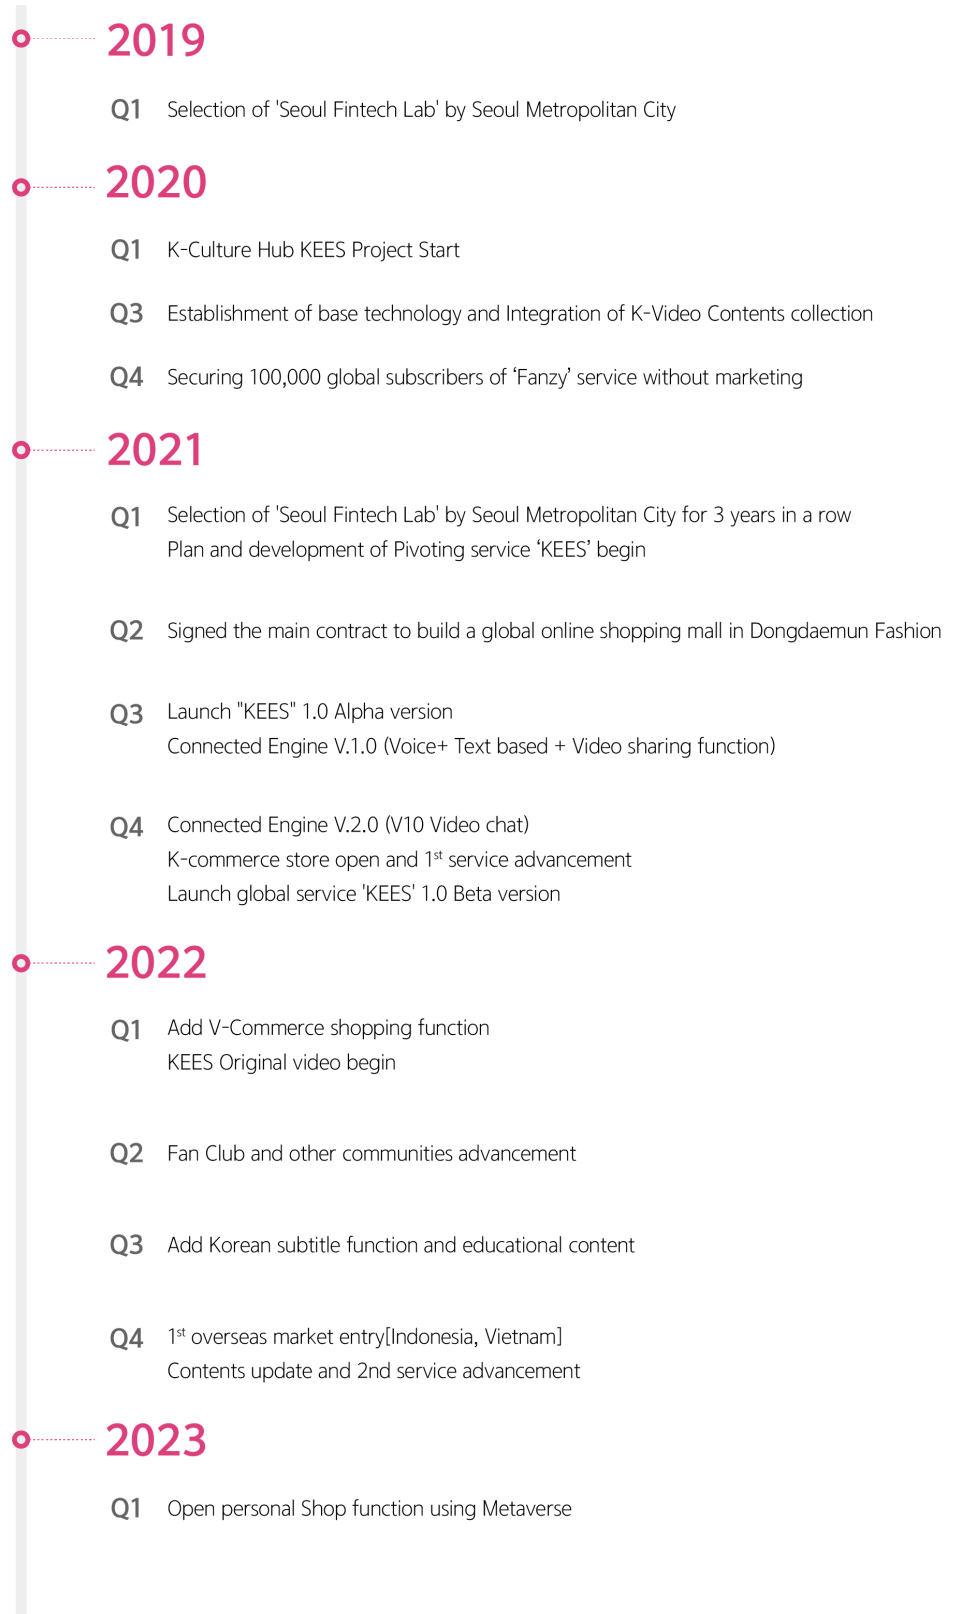 2019
Q1 Selection of 'Seoul Fintech Lab' by Seoul Metropolitan City
2020
Q1 K-Culture Hub KEES Project Start
Q3 Establishment of base technology and Integration of K-Video Contents collection
Q4 Securing 100,000 global subscribers of ‘Fanzy’ service without marketing
2021
Q1 Selection of 'Seoul Fintech Lab' by Seoul Metropolitan City for 3 years in a row
Plan and development of Pivoting service ‘KEES’ begin
Q2 Signed the main contract to build a global online shopping mall in Dongdaemun Fashion
Q3 Launch "KEES" 1.0 Alpha version
Connected Engine V.1.0 (Voice+ Text based + Video sharing function)
Q4 Connected Engine V.2.0 (V10 Video chat)
K-commerce store open and 1st service advancement
Launch global service 'KEES' 1.0 Beta version
2022
Q1 Add V-Commerce shopping function
KEES Original video begin
Q2 Fan Club and other communities advancement
Q3 Add Korean subtitle function and educational content
Q4 1st overseas market entry[Indonesia, Vietnam]
Contents update and 2nd service advancement
2023
Q1 Open personal Shop function using Metaverse